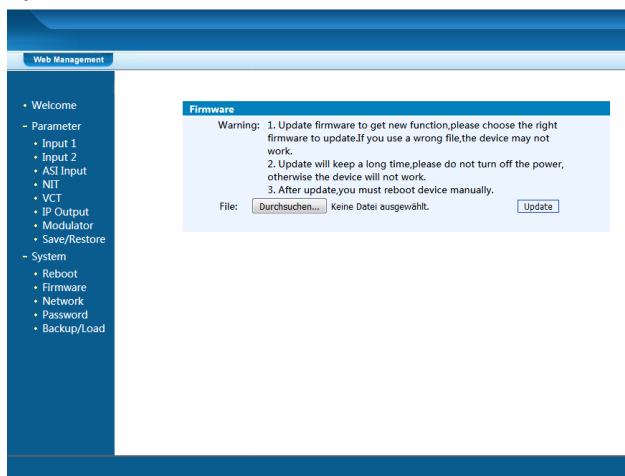 Web Management
• Welcome
– Parameter
• Input 1
• Input 2
• ASI Input
• NIT
• VCT
• IP Output
• Modulator
• Save/Restore
– System
• Reboot
• Firmware
• Network
• Password
• Backup/Load
Firmware
Warning: 1. Update firmware to get new function,please choose the right
firmware to update.If you use a wrong file,the device may not
work.
2. Update will keep a long time,please do not turn off the power,
otherwise the device will not work.
3. After update,you must reboot device manually.
File: Durchsuchen... Keine Datei ausgewählt. Update